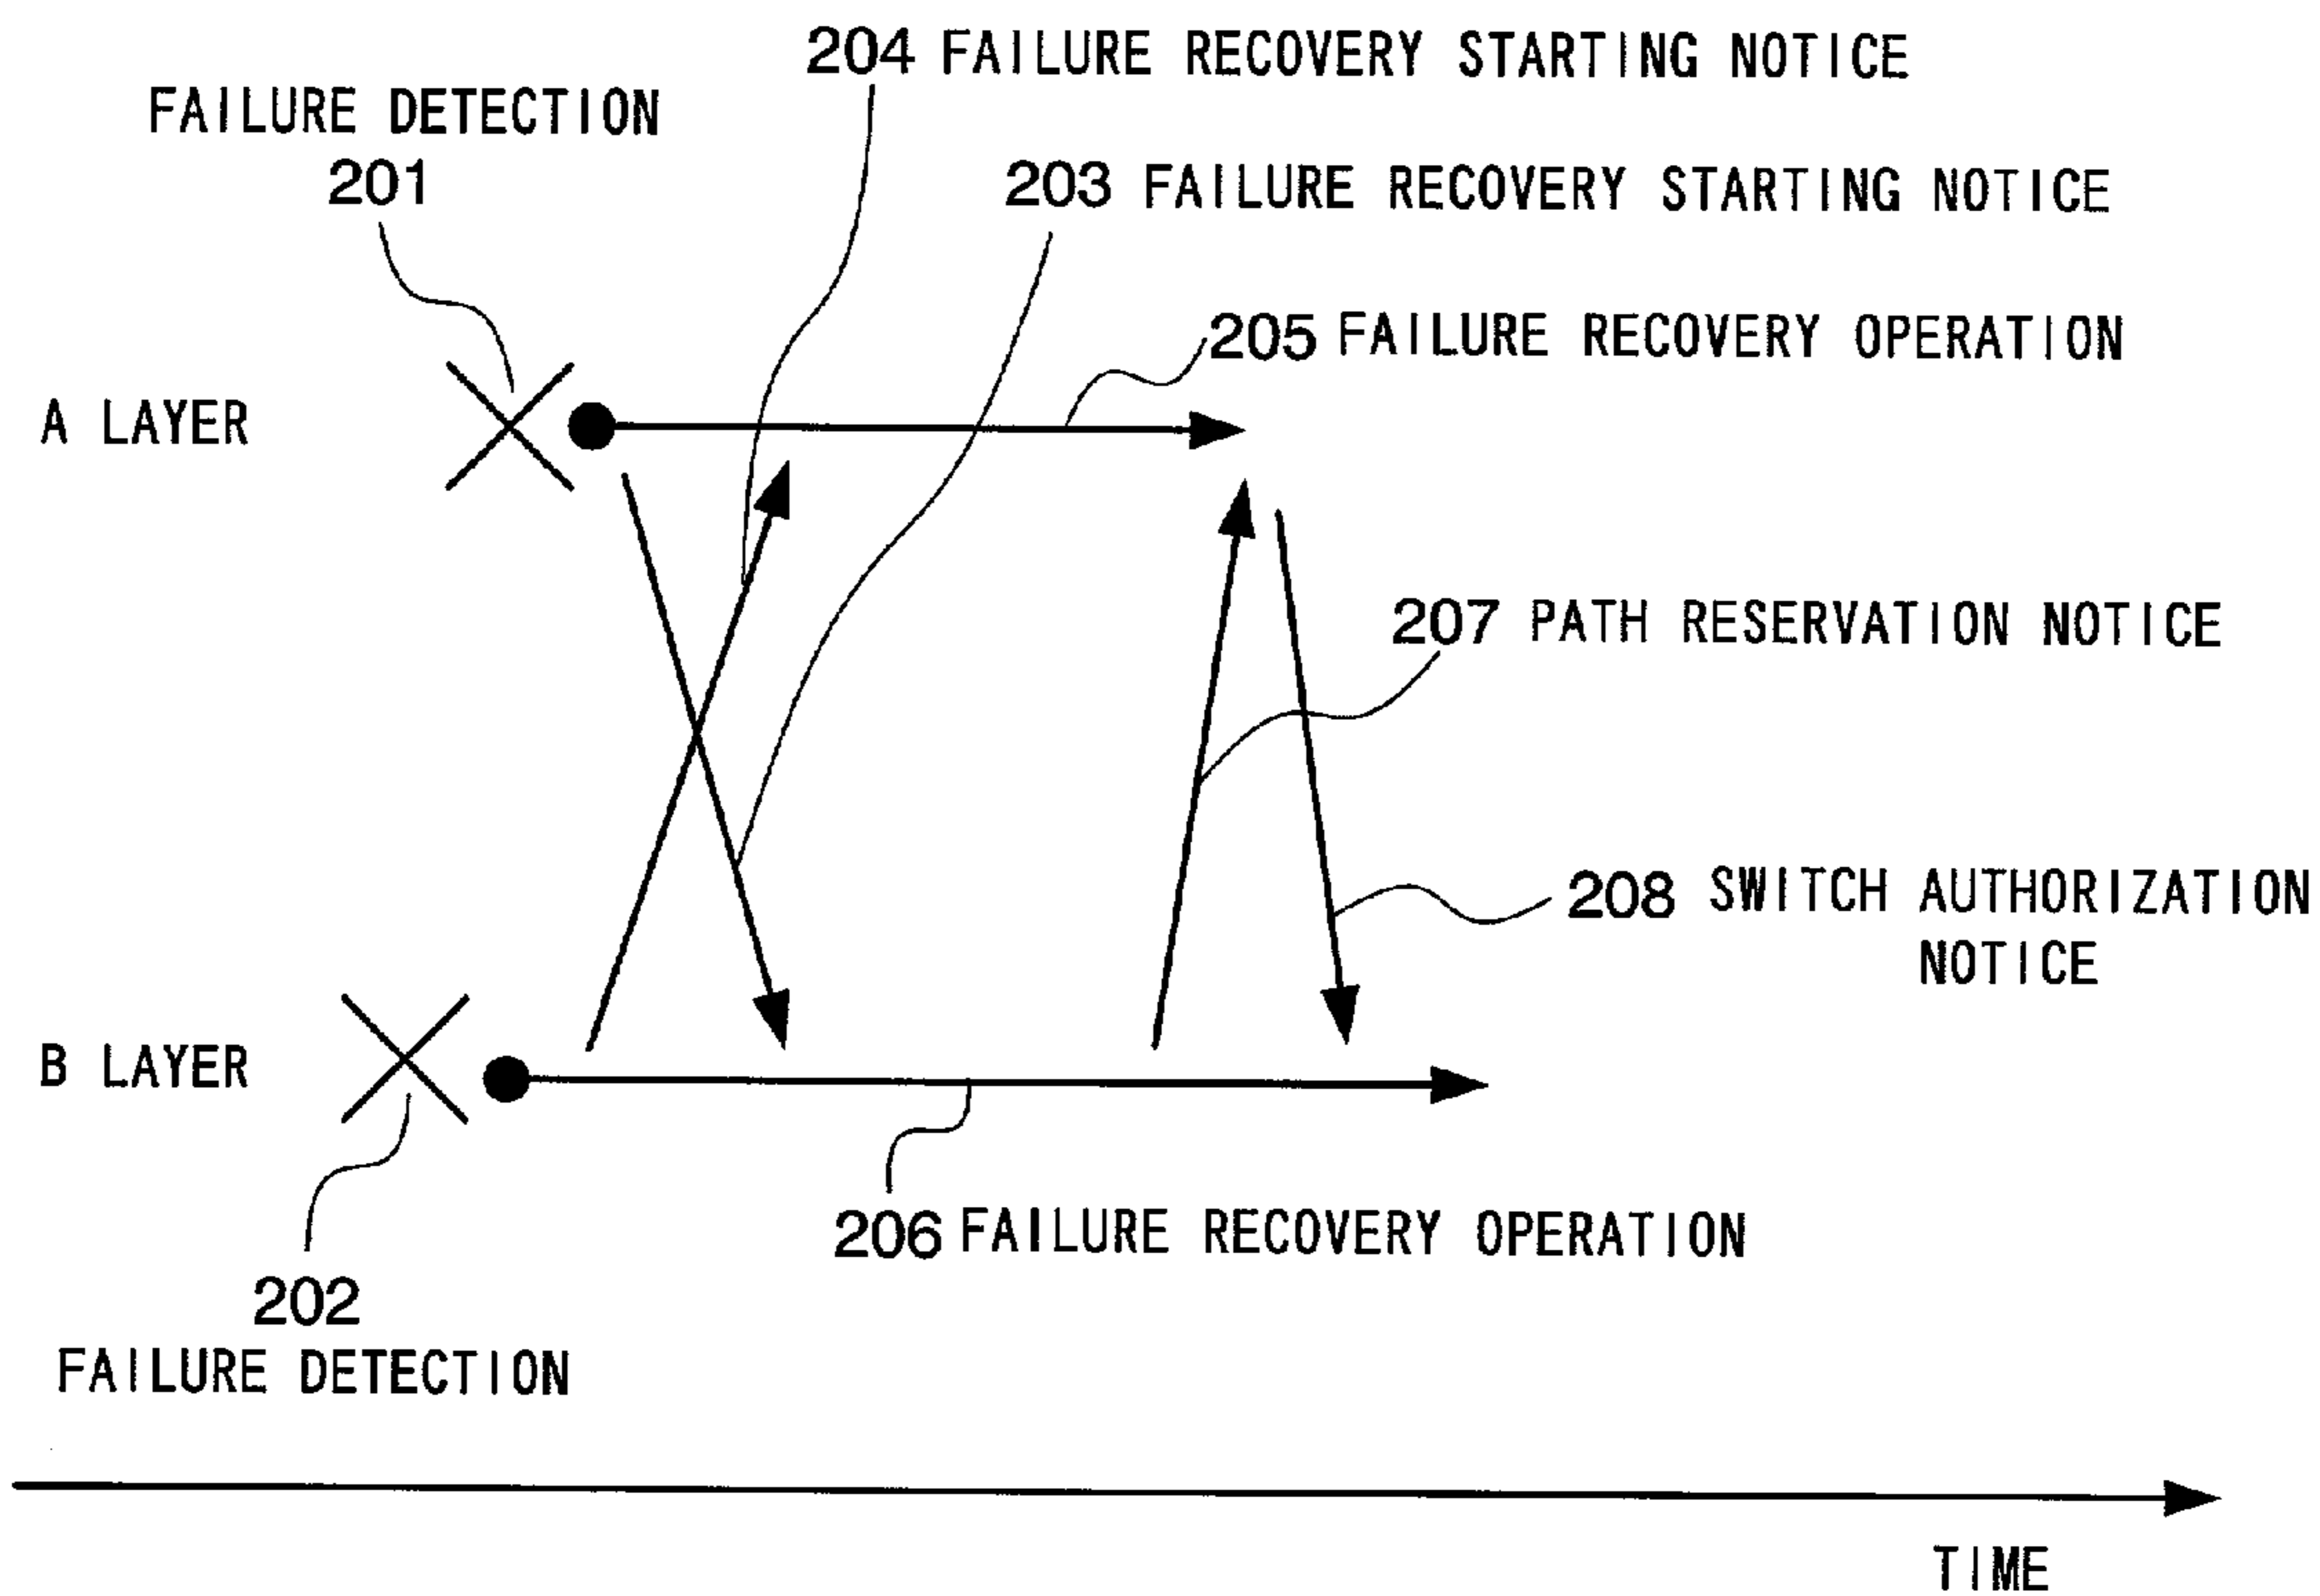 204 FAILURE RECOVERY STARTING NOTICE
FAILURE DETECTION
201
203 FAILURE RECOVERY STARTING NOTICE
205 FAILURE RECOVERY OPERATION
A LAYER
207 PATH RESERVATION NOTICE
208 SWITCH AUTHORIZATION
NOTICE
B LAYER
206 FAILURE RECOVERY OPERATION
202
FAILURE DETECTION
TIME